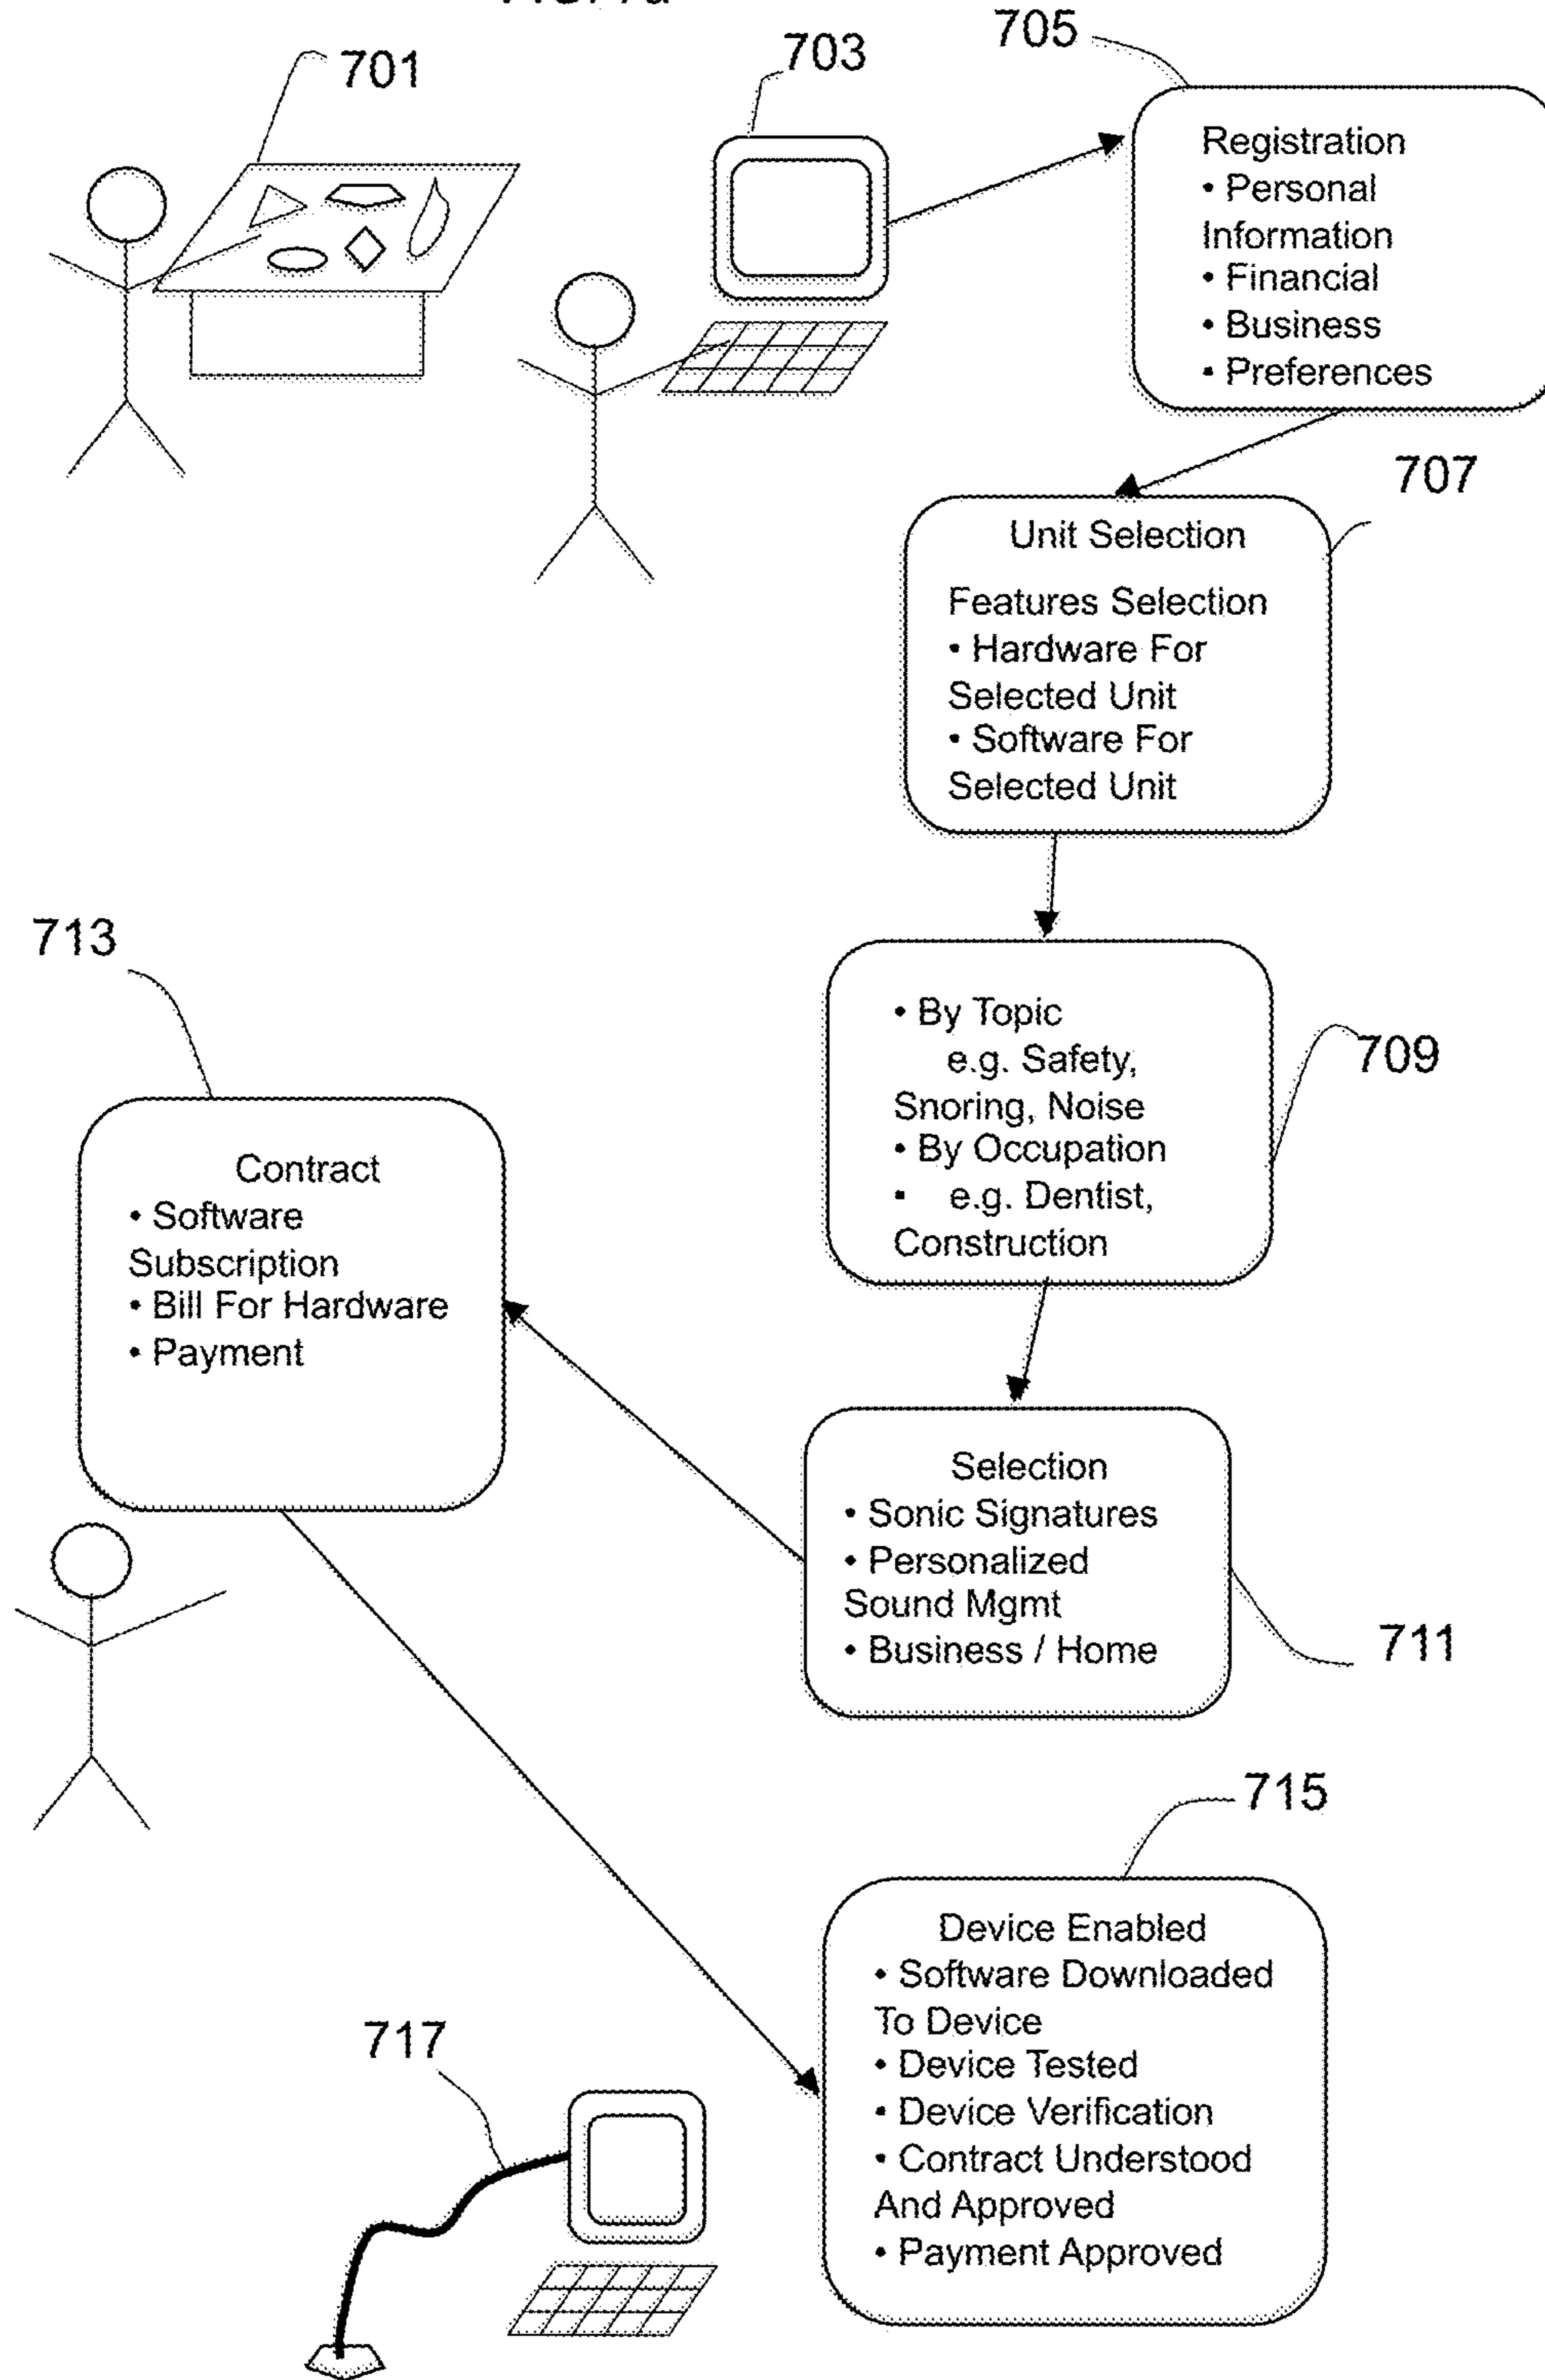 701
703
705
Registration
• Personal
Information
• Financial
• Business
• Preferences
707
Unit Selection
Features Selection
• Hardware For
Selected Unit
• Software For
Selected Unit
709
• By Topic
e.g. Safety,
Snoring, Noise
• By Occupation
• e.g. Dentist,
Construction
711
Selection
• Sonic Signatures
• Personalized
Sound Mgmt
• Business / Home
713
Contract
• Software
Subscription
• Bill For Hardware
• Payment
715
Device Enabled
• Software Downloaded
To Device
• Device Tested
• Device Verification
• Contract Understood
And Approved
• Payment Approved
717